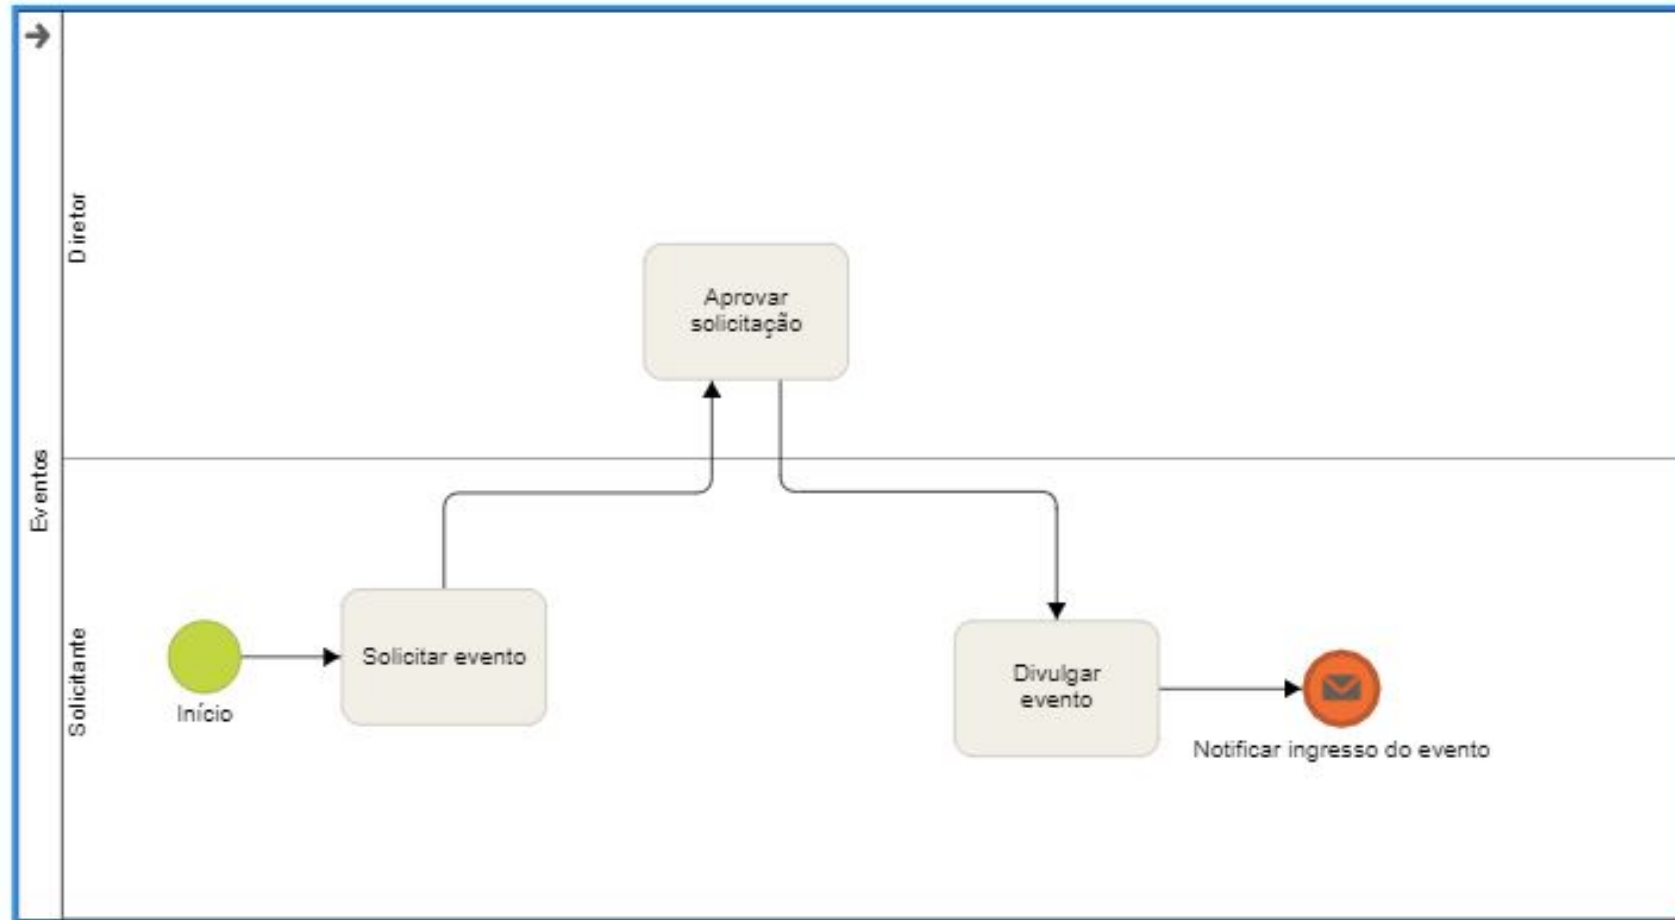 Eventos
Diretor
Aprovar
solicitação
Solicitante
Início
Solicitar evento
Divulgar
evento
Notificar ingresso do evento